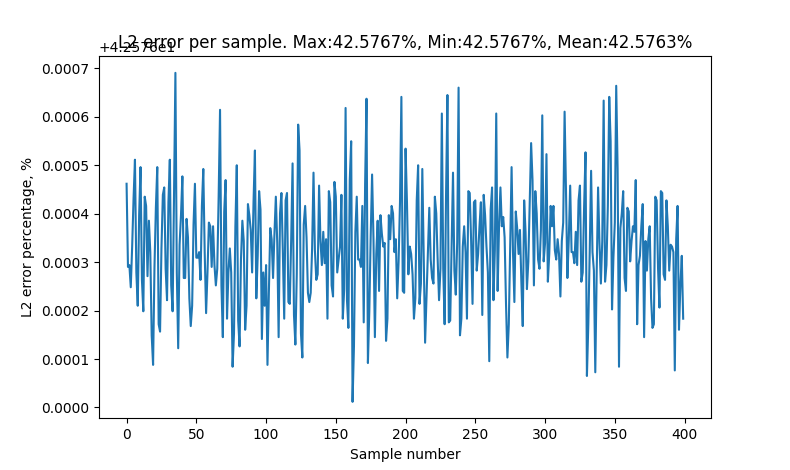 L2 error per sample. Max:42.5767%, Min:42.5767%, Mean:42.5763%
+4.2576e1
0.0007
0.0006
0.0005
0.0004
0.0003
0.0002
0.0001
0.0000
L2 error percentage, %
0 50 100 150 200 250 300 350 400
Sample number